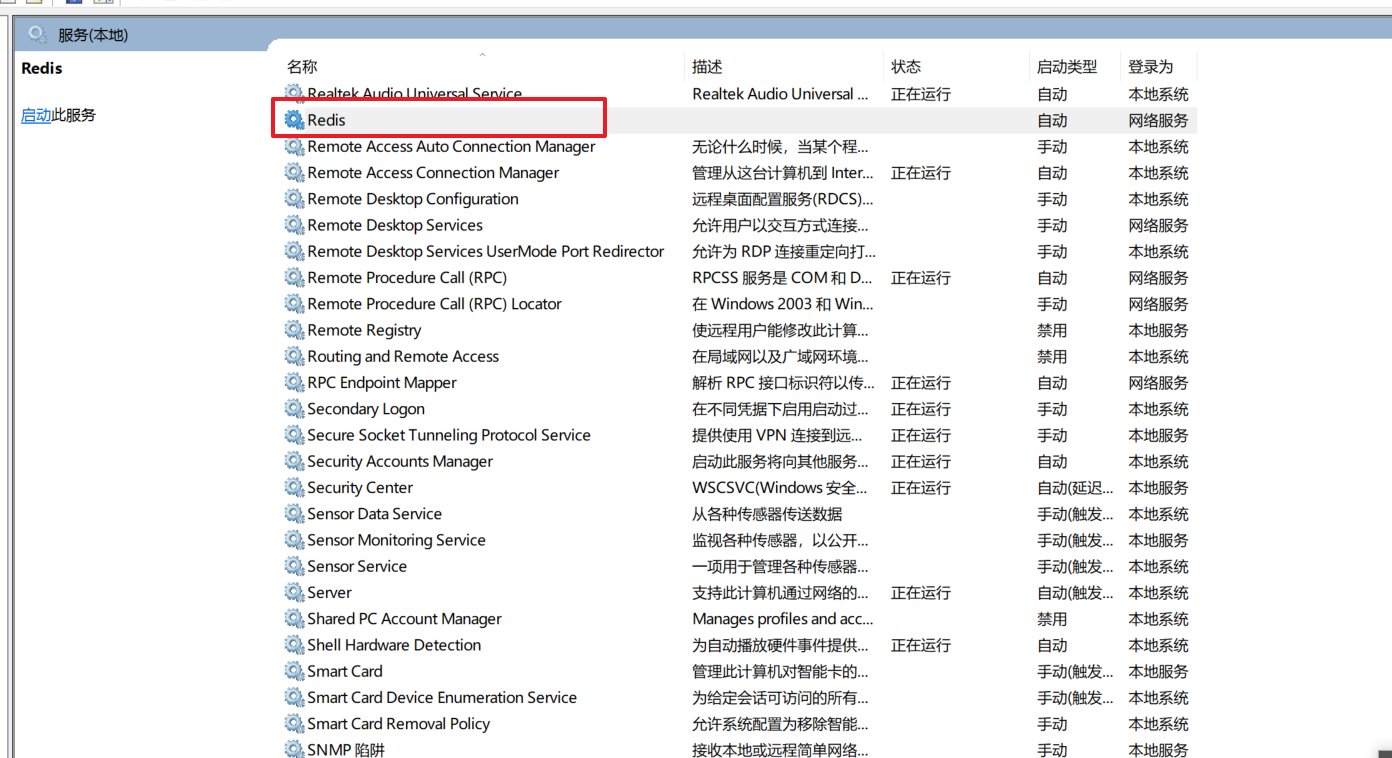 服务(本地)
Redis
启动此服务
名称 描述 状态 启动类型 登录为
Realtek Audio Universal Service Realtek Audio Universal ... 正在运行 自动 本地系统
Redis 自动 网络服务
Remote Access Auto Connection Manager 无论什么时候，当某个程... 手动 本地系统
Remote Access Connection Manager 管理从这台计算机到 Inter... 正在运行 自动 本地系统
Remote Desktop Configuration 远程桌面配置服务(RDCS)... 手动 本地系统
Remote Desktop Services 允许用户以交互方式连接... 手动 网络服务
Remote Desktop Services UserMode Port Redirector 允许为 RDP 连接重定向打... 手动 本地系统
Remote Procedure Call (RPC) RPCSS 服务是 COM 和 D... 正在运行 自动 网络服务
Remote Procedure Call (RPC) Locator 在 Windows 2003 和 Win... 手动 网络服务
Remote Registry 使远程用户能修改此计算... 禁用 本地服务
Routing and Remote Access 在局域网以及广域网环境... 禁用 本地系统
RPC Endpoint Mapper 解析 RPC 接口标识符以传... 正在运行 自动 网络服务
Secondary Logon 在不同凭据下启用启动过... 正在运行 手动 本地系统
Secure Socket Tunneling Protocol Service 提供使用 VPN 连接到远... 正在运行 手动 本地服务
Security Accounts Manager 启动此服务将向其他服务... 正在运行 自动 本地系统
Security Center WSCSVC(Windows 安全... 正在运行 自动(延迟... 本地服务
Sensor Data Service 从各种传感器传送数据 手动(触发... 本地系统
Sensor Monitoring Service 监视各种传感器，以公开... 手动(触发... 本地服务
Sensor Service 一项用于管理各种传感器... 手动(触发... 本地系统
Server 支持此计算机通过网络的... 正在运行 自动(触发... 本地系统
Shared PC Account Manager Manages profiles and acc... 禁用 本地系统
Shell Hardware Detection 为自动播放硬件事件提供... 正在运行 自动 本地系统
Smart Card 管理此计算机对智能卡的... 手动(触发... 本地服务
Smart Card Device Enumeration Service 为给定会话可访问的所有... 手动(触发... 本地系统
Smart Card Removal Policy 允许系统配置为移除智能... 手动 本地系统
SNMP 陷阱 接收本地或远程简单网络... 手动 本地服务